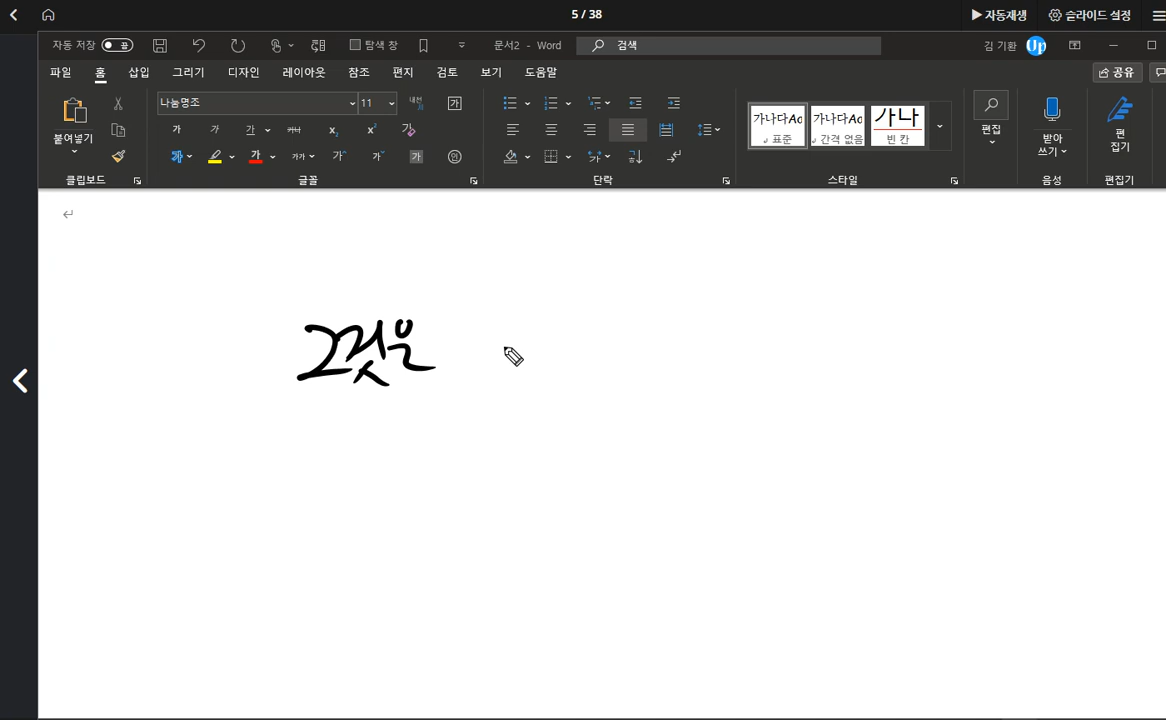 5 / 38 ▶자동재생 슬라이드 설정
자동 저장 끔 탐색 창 문서2 - Word 검색 김 기환 Up
파일 홈 삽입 그리기 디자인 레이아웃 참조 편지 검토 보기 도움말 공유
붙여넣기 나눔명조 11 가나다AaC 가나다AaC 가나 편집 받아 편
↲ 표준 ↲ 간격 없음 빈 칸 쓰기 집기
클립보드 글꼴 단락 스타일 음성 편집기
그것은